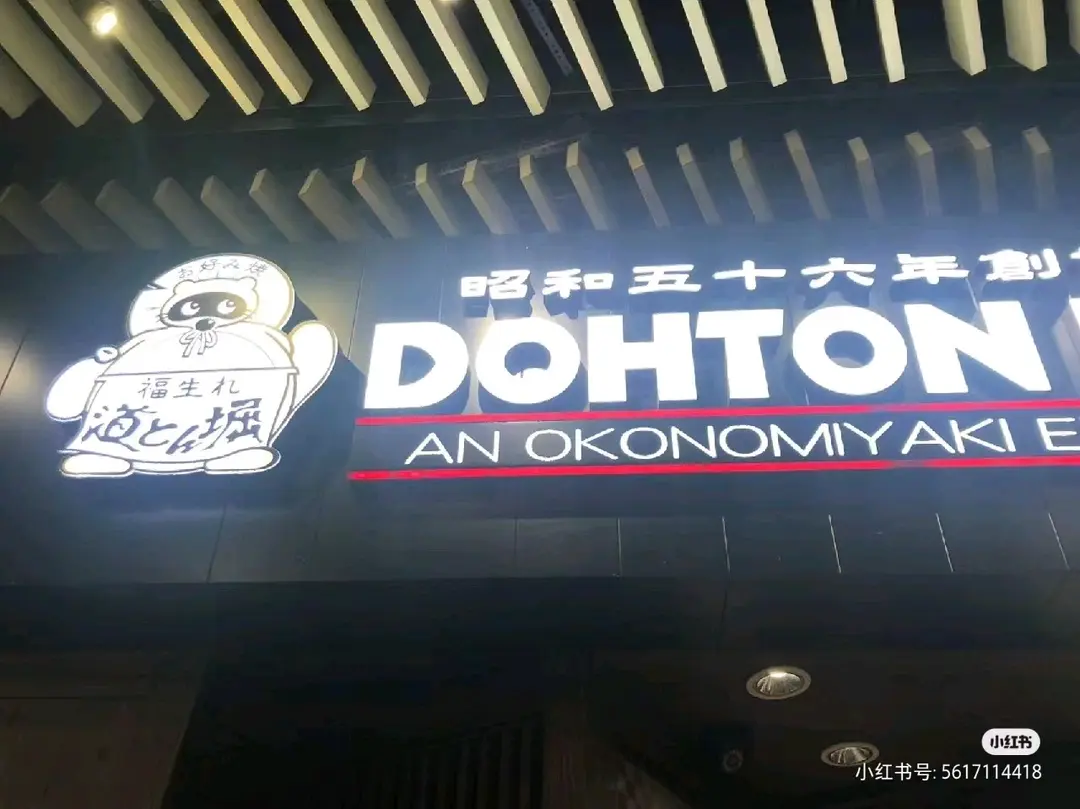 お好み焼
福生れ
道とん堀
昭和五十六年創
DOHTON
AN OKONOMIYAKI E
小红书
小红书号: 5617114418